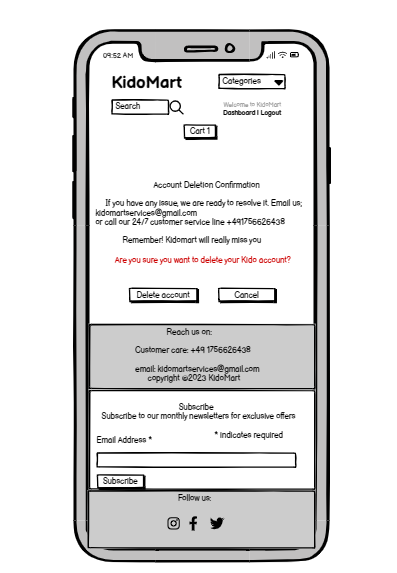 09:52 AM
KidoMart
Categories
Search
Welcome to KidoMart
Dashboard | Logout
Cart 1
Account Deletion Confirmation
If you have any issue, we are ready to resolve it. Email us;
kidomartservices@gmail.com
or call our 24/7 customer service line +491756626438
Remember! Kidomart will really miss you
Are you sure you want to delete your Kido account?
Delete account
Cancel
Reach us on:
Customer care: +49 1756626438
email: kidomartservices@gmail.com
copyright @2023 KidoMart
Subscribe
Subscribe to our monthly newsletters for exclusive offers
* indicates required
Email Address *
Subscribe
Follow us: